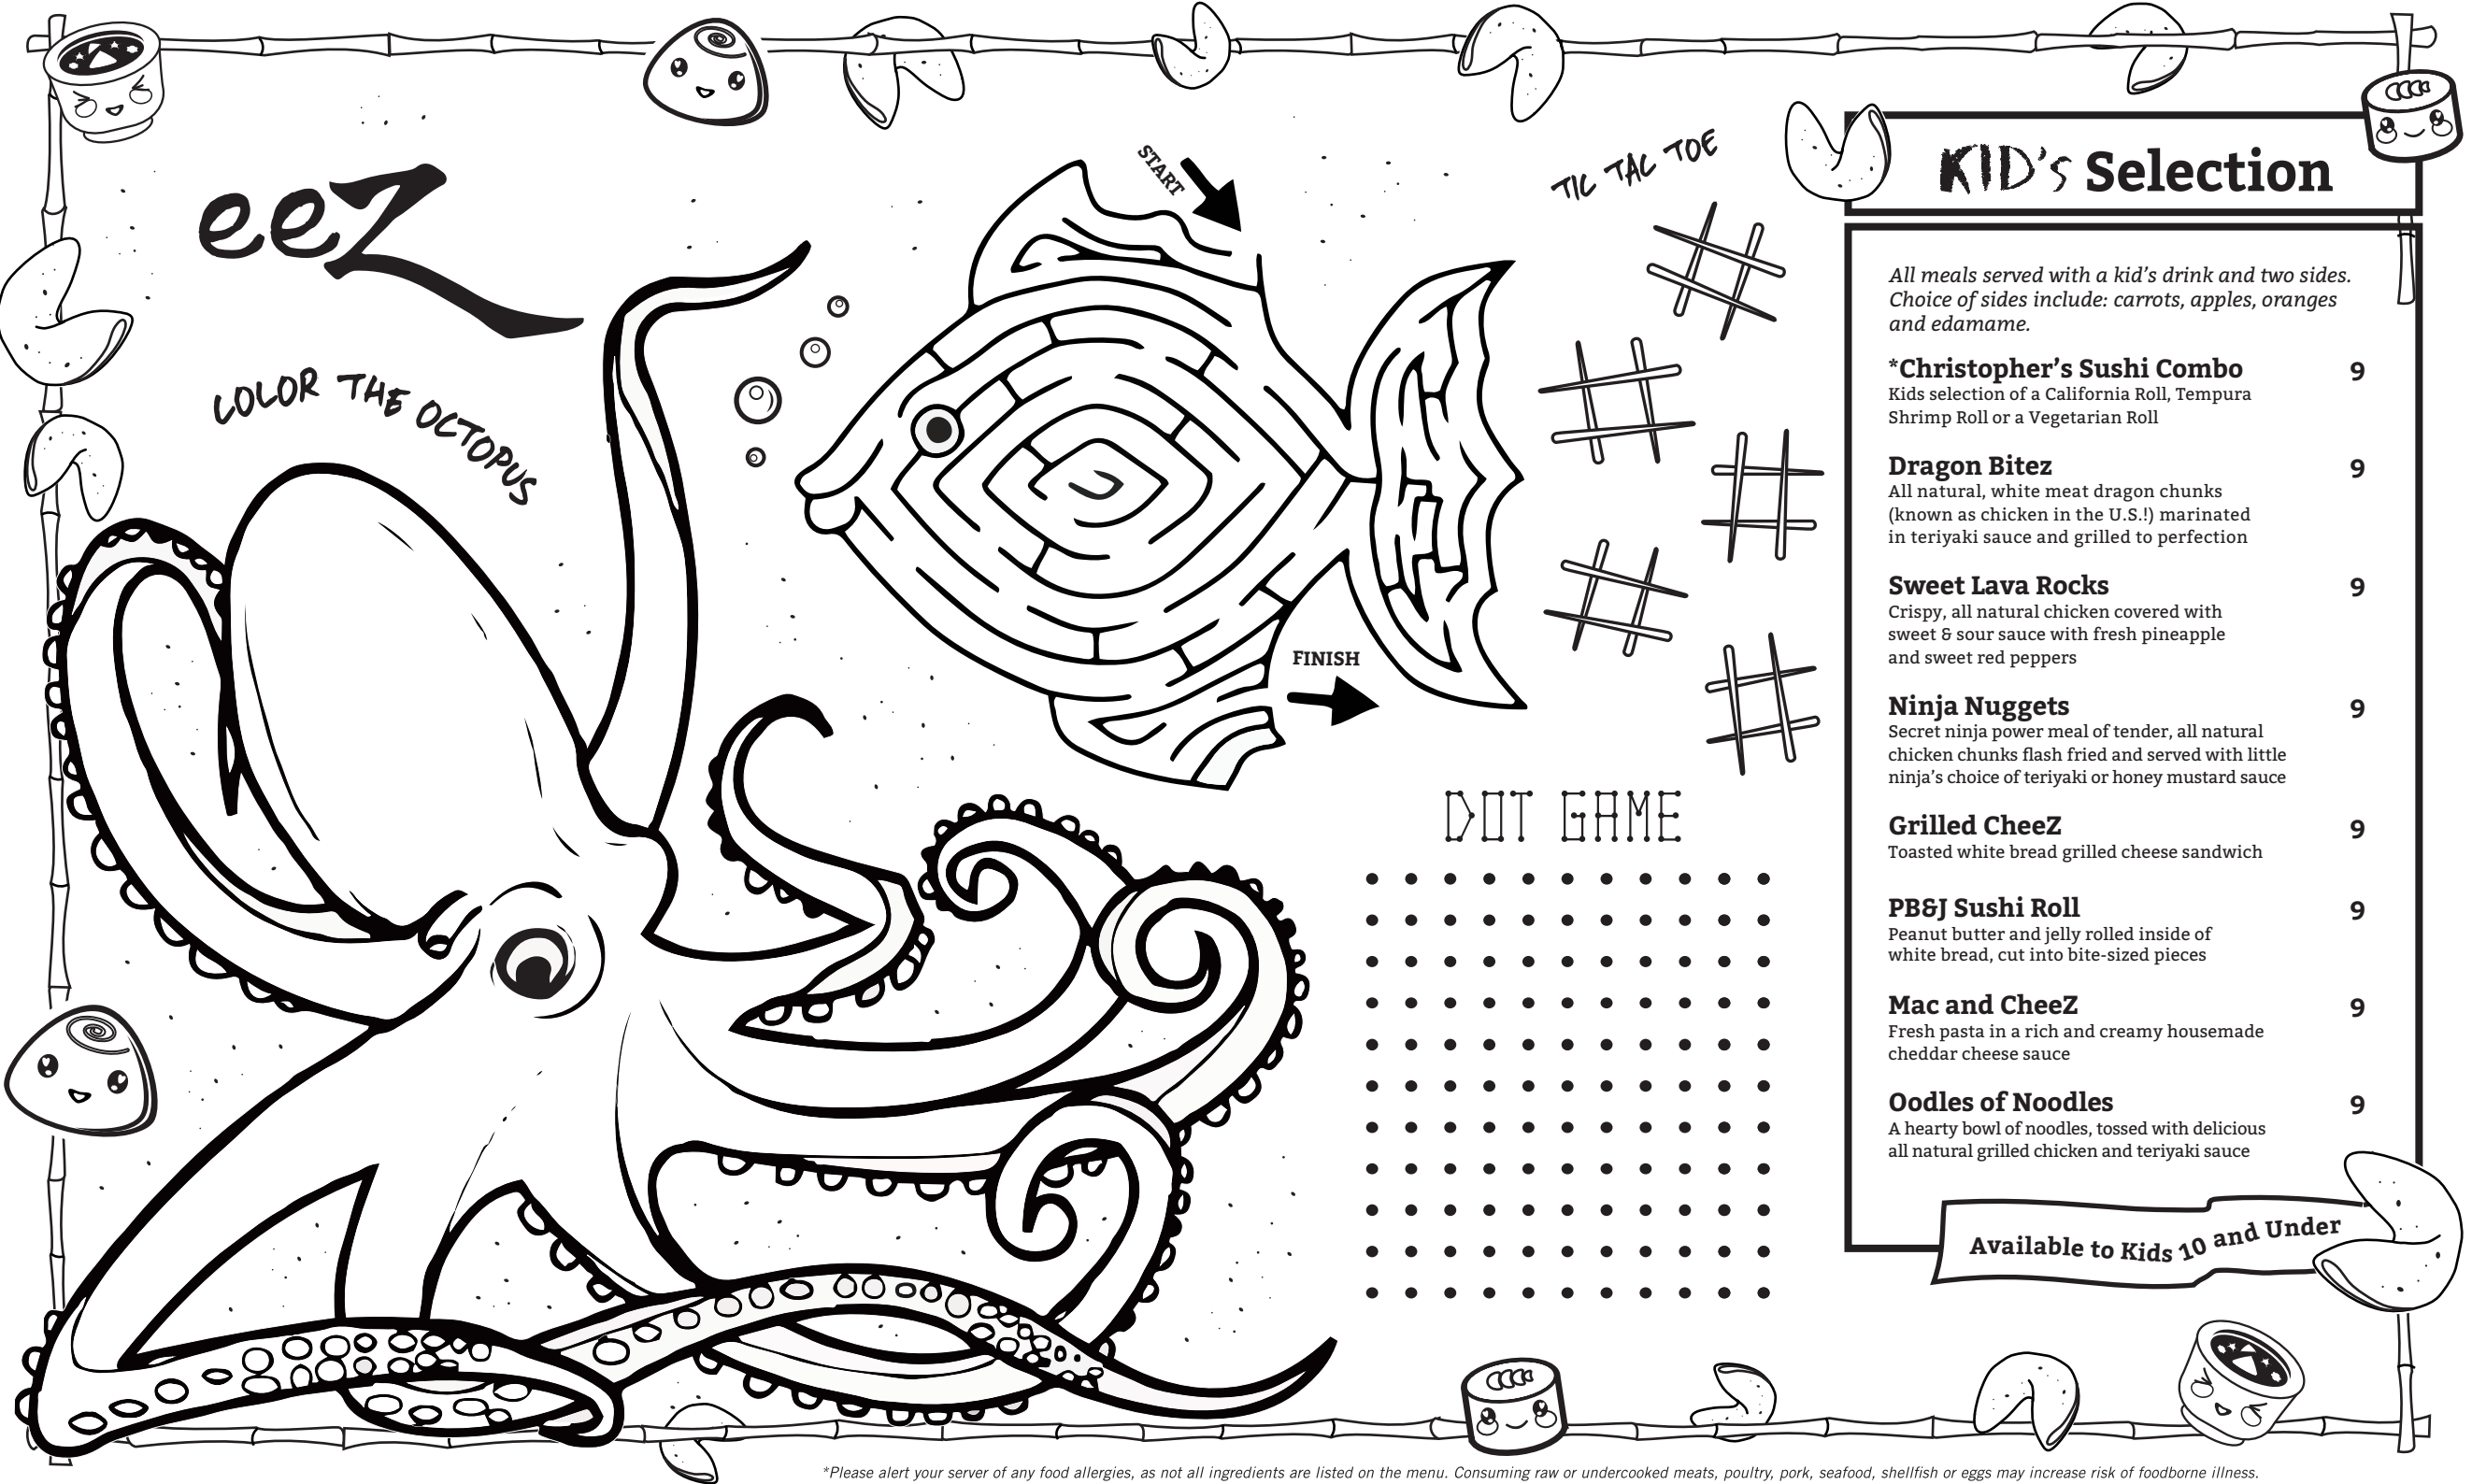 eeZ
COLOR THE OCTOPUS
START
FINISH
TIC TAC TOE
DOT GAME
KID's Selection
All meals served with a kid's drink and two sides.
Choice of sides include: carrots, apples, oranges
and edamame.
*Christopher's Sushi Combo 9
Kids selection of a California Roll, Tempura
Shrimp Roll or a Vegetarian Roll
Dragon Bitez 9
All natural, white meat dragon chunks
(known as chicken in the U.S.!) marinated
in teriyaki sauce and grilled to perfection
Sweet Lava Rocks 9
Crispy, all natural chicken covered with
sweet & sour sauce with fresh pineapple
and sweet red peppers
Ninja Nuggets 9
Secret ninja power meal of tender, all natural
chicken chunks flash fried and served with little
ninja's choice of teriyaki or honey mustard sauce
Grilled CheeZ 9
Toasted white bread grilled cheese sandwich
PB&J Sushi Roll 9
Peanut butter and jelly rolled inside of
white bread, cut into bite-sized pieces
Mac and CheeZ 9
Fresh pasta in a rich and creamy housemade
cheddar cheese sauce
Oodles of Noodles 9
A hearty bowl of noodles, tossed with delicious
all natural grilled chicken and teriyaki sauce
Available to Kids 10 and Under
*Please alert your server of any food allergies, as not all ingredients are listed on the menu. Consuming raw or undercooked meats, poultry, pork, seafood, shellfish or eggs may increase risk of foodborne illness.